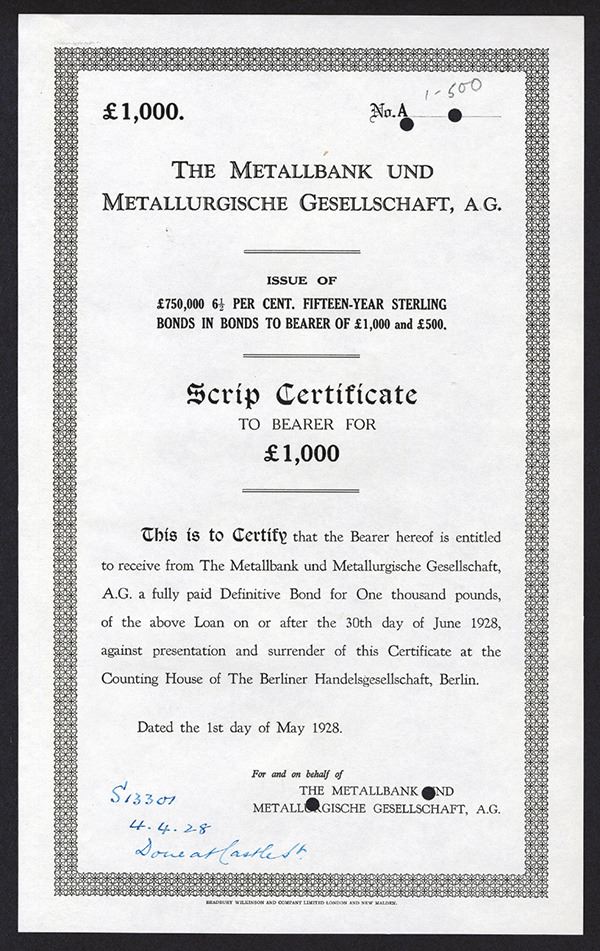 1-500
£1,000.
No. A
THE METALLBANK UND
METALLURGISCHE GESELLSCHAFT, A.G.
ISSUE OF
£750,000 6½ PER CENT. FIFTEEN-YEAR STERLING
BONDS IN BONDS TO BEARER OF £1,000 and £500.
Scrip Certificate
TO BEARER FOR
£1,000
This is to Certify that the Bearer hereof is entitled
to receive from The Metallbank und Metallurgische Gesellschaft,
A.G. a fully paid Definitive Bond for One thousand pounds,
of the above Loan on or after the 30th day of June 1928,
against presentation and surrender of this Certificate at the
Counting House of The Berliner Handelsgesellschaft, Berlin.
Dated the 1st day of May 1928.
For and on behalf of
THE METALLBANK UND
METALLURGISCHE GESELLSCHAFT, A.G.
S13301
4.4.28
Done at Castle St.
BRADBURY WILKINSON AND COMPANY LIMITED LONDON AND NEW MALDEN.